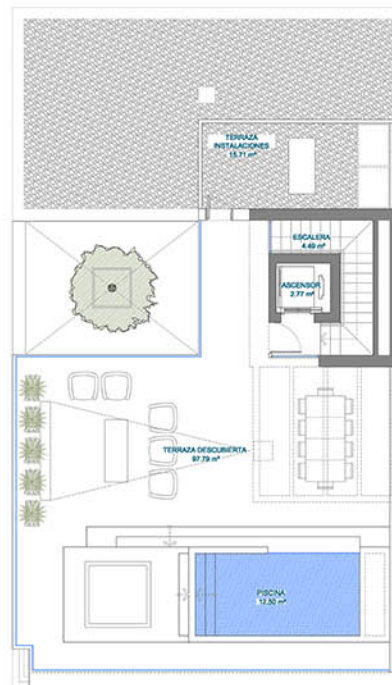 TERRAZA
INSTALACIONES
15.71 m²
ESCALERA
4.49 m²
ASCENSOR
2.77 m²
TERRAZA DESCUBIERTA
97.79 m²
PISCINA
12.50 m²